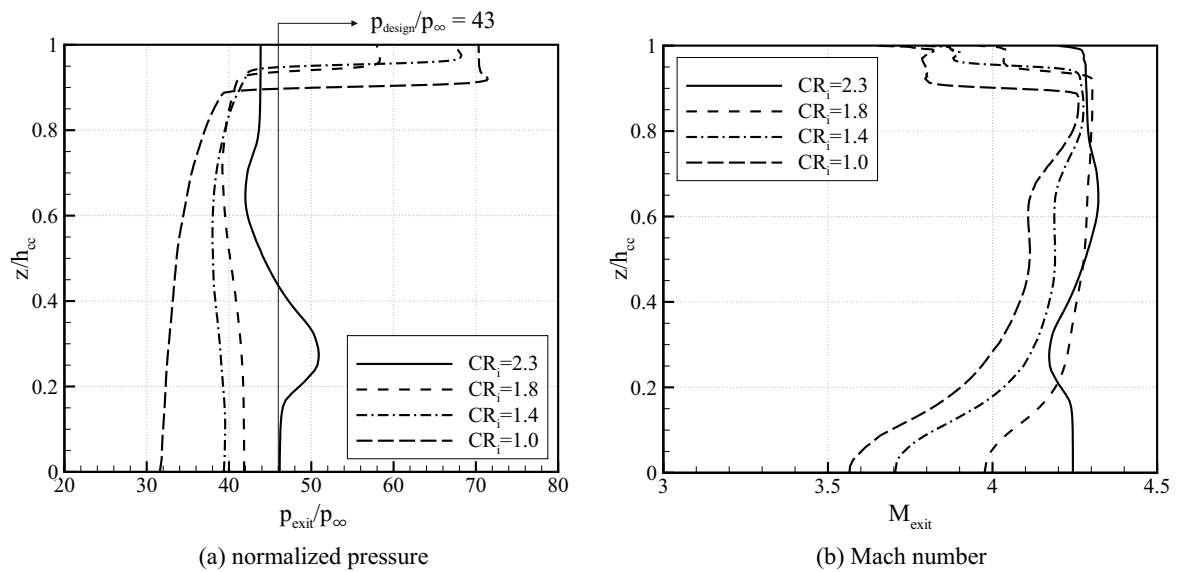 p_design/p_∞ = 43
1
0.8
0.6
0.4
0.2
0
z/h_cc
CR_i=2.3
CR_i=1.8
CR_i=1.4
CR_i=1.0
20 30 40 50 60 70 80
p_exit/p_∞
(a) normalized pressure
1
0.8
0.6
0.4
0.2
0
z/h_cc
CR_i=2.3
CR_i=1.8
CR_i=1.4
CR_i=1.0
3 3.5 4 4.5
M_exit
(b) Mach number